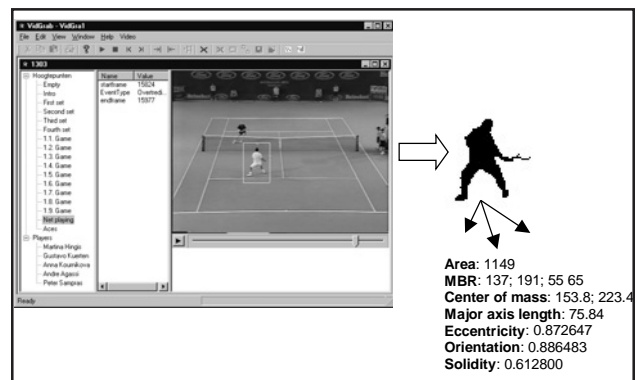 VidGrab - VidGra1
File Edit View Window Help Video
1303
Hoogtepunten
Empty
Intro
First set
Second set
Third set
Fourth set
1.1. Game
1.2. Game
1.3. Game
1.4. Game
1.5. Game
1.6. Game
1.7. Game
1.8. Game
1.9. Game
Net playing
Aces
Players
Martina Hingis
Gustavo Kuerten
Anna Kournikova
Andre Agassi
Peter Sampras
Name Value
startframe 15824
EventType Overtredi...
endframe 15977
Ready
Area: 1149
MBR: 137; 191; 55 65
Center of mass: 153.8; 223.4
Major axis length: 75.84
Eccentricity: 0.872647
Orientation: 0.886483
Solidity: 0.612800